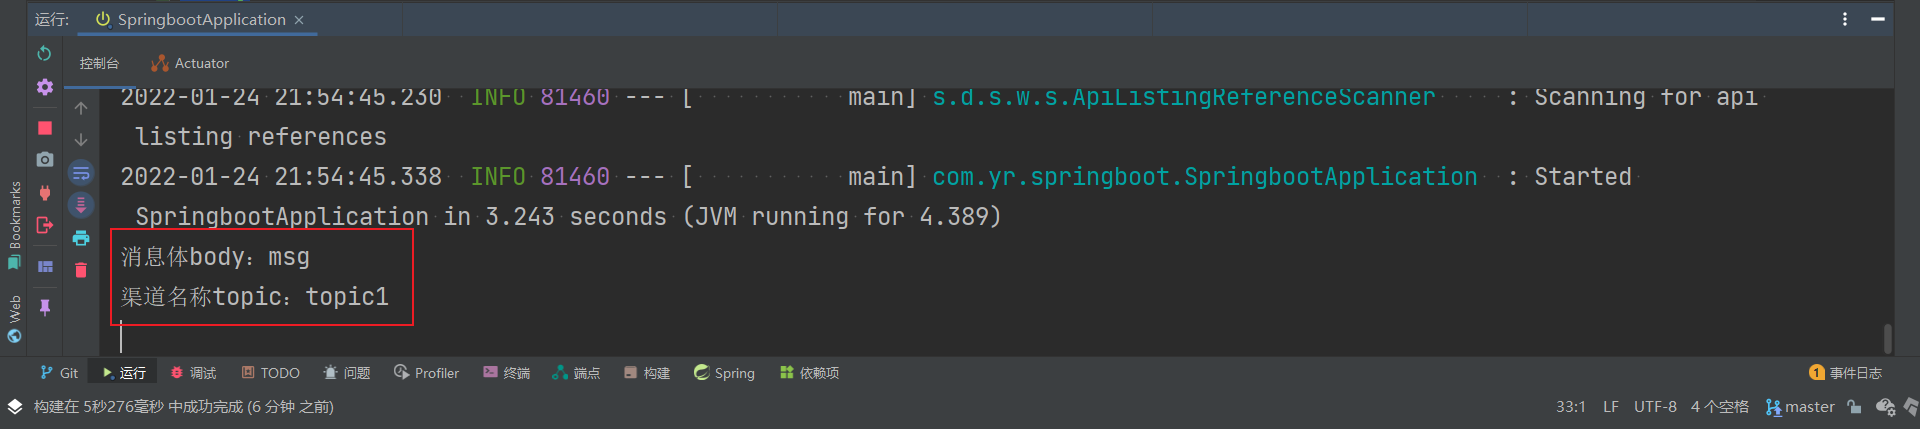 运行: SpringbootApplication ×
控制台 Actuator
2022-01-24 21:54:45.230 INFO 81460 --- [ main] s.d.s.w.s.ApiListingReferenceScanner : Scanning for api
listing references
2022-01-24 21:54:45.338 INFO 81460 --- [ main] com.yr.springboot.SpringbootApplication : Started
SpringbootApplication in 3.243 seconds (JVM running for 4.389)
消息体body：msg
渠道名称topic：topic1
Bookmarks
Web
Git 运行 调试 TODO 问题 Profiler 终端 端点 构建 Spring 依赖项 1 事件日志
构建在 5秒276毫秒 中成功完成 (6 分钟 之前) 33:1 LF UTF-8 4 个空格 master